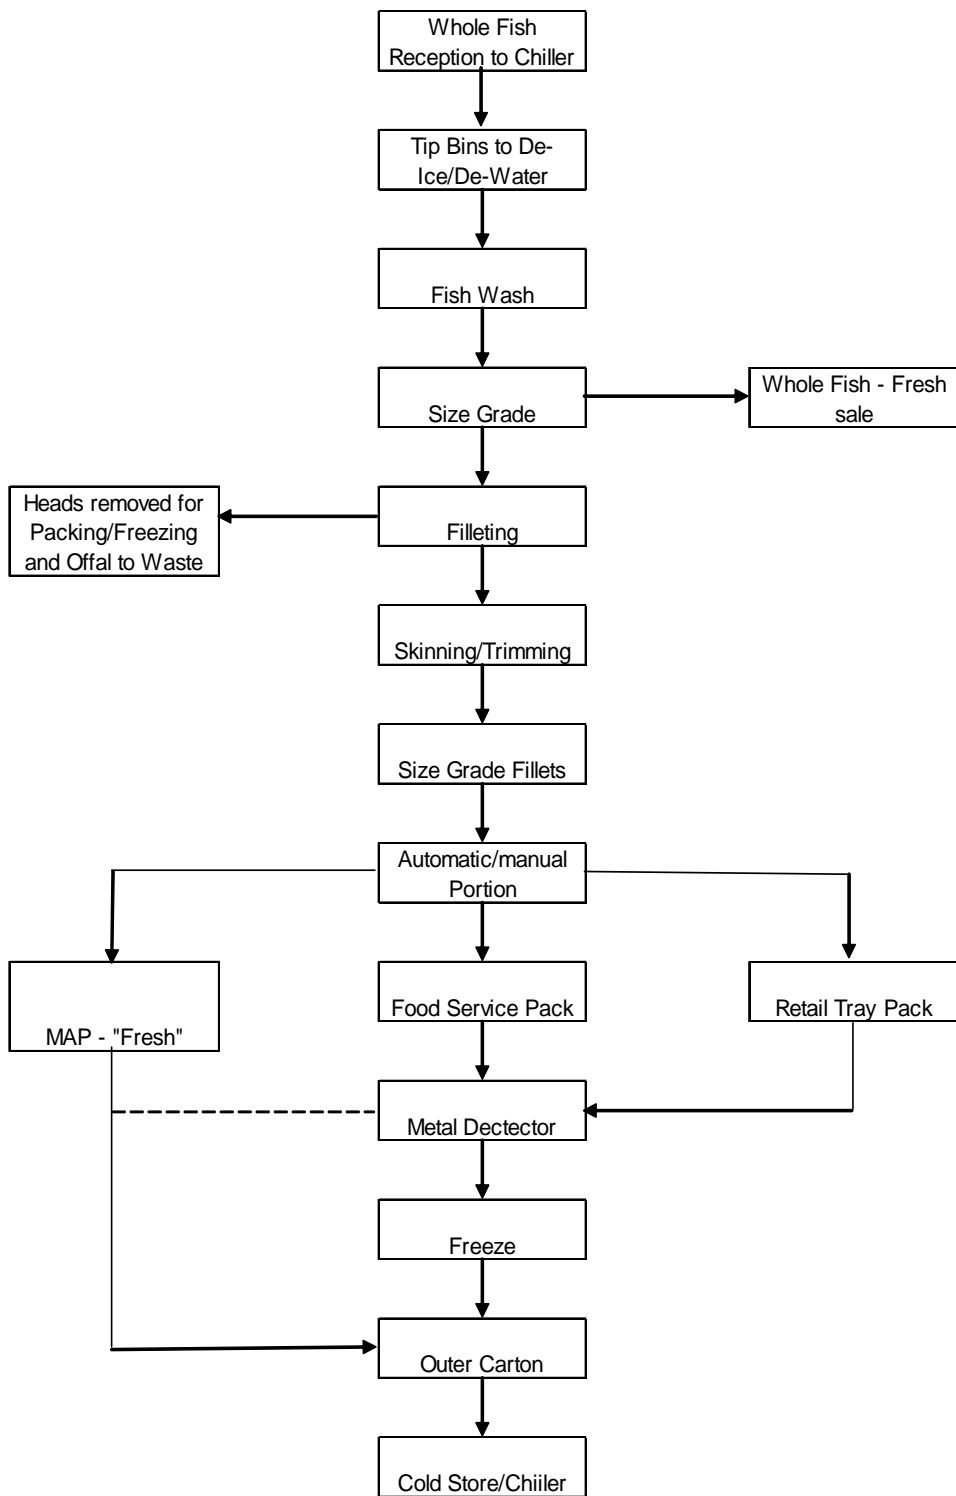 Whole Fish
Reception to Chiller
Tip Bins to De-
Ice/De-Water
Fish Wash
Size Grade
Whole Fish - Fresh
sale
Heads removed for
Packing/Freezing
and Offal to Waste
Filleting
Skinning/Trimming
Size Grade Fillets
Automatic/manual
Portion
MAP - "Fresh"
Food Service Pack
Retail Tray Pack
Metal Dectector
Freeze
Outer Carton
Cold Store/Chiiler